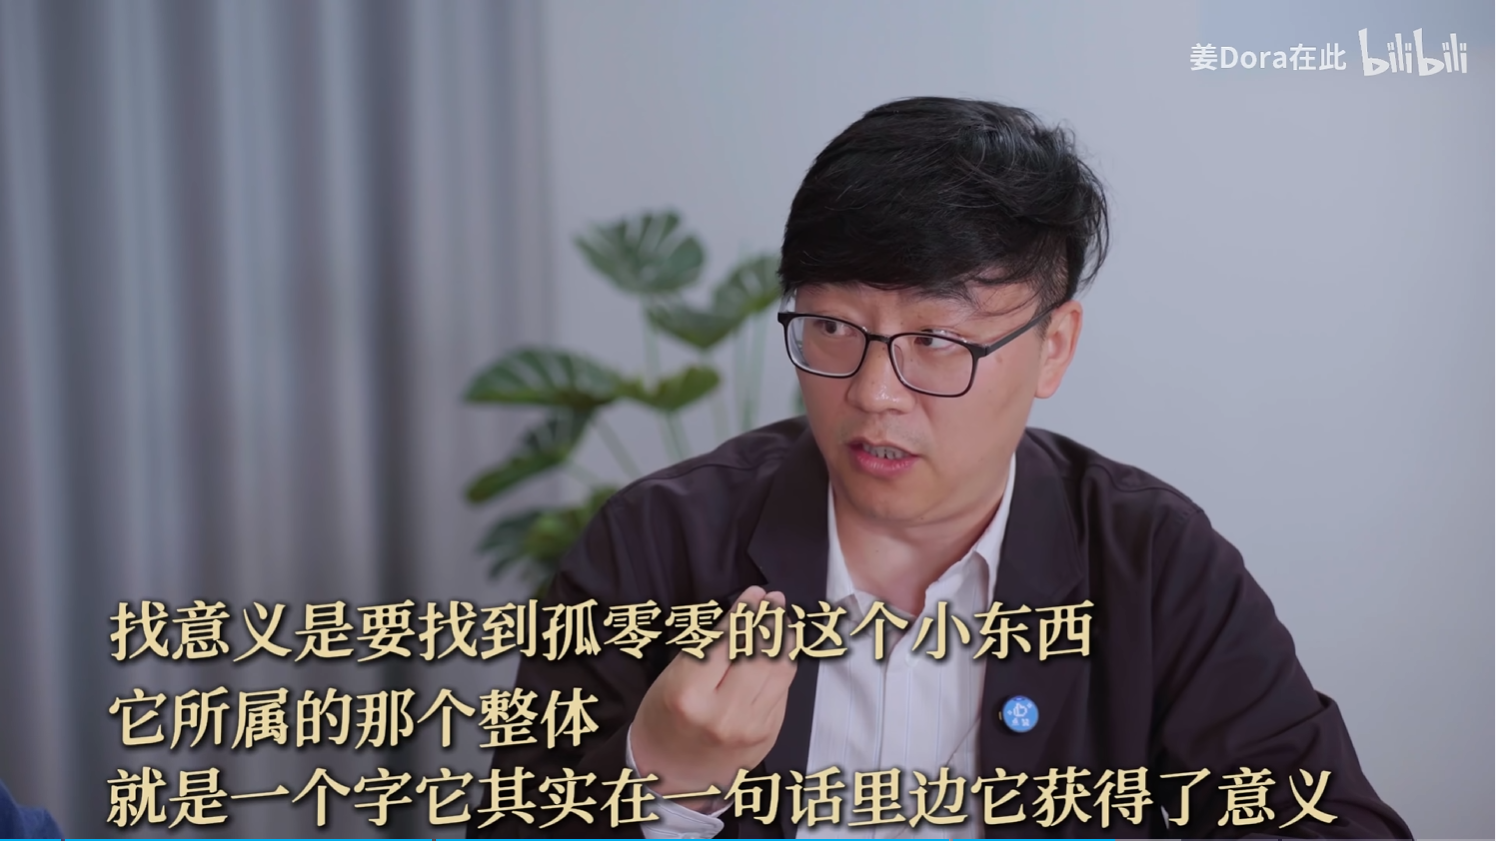 姜Dora在此 bilibili
找意义是要找到孤零零的这个小东西
它所属的那个整体
就是一个字它其实在一句话里边它获得了意义